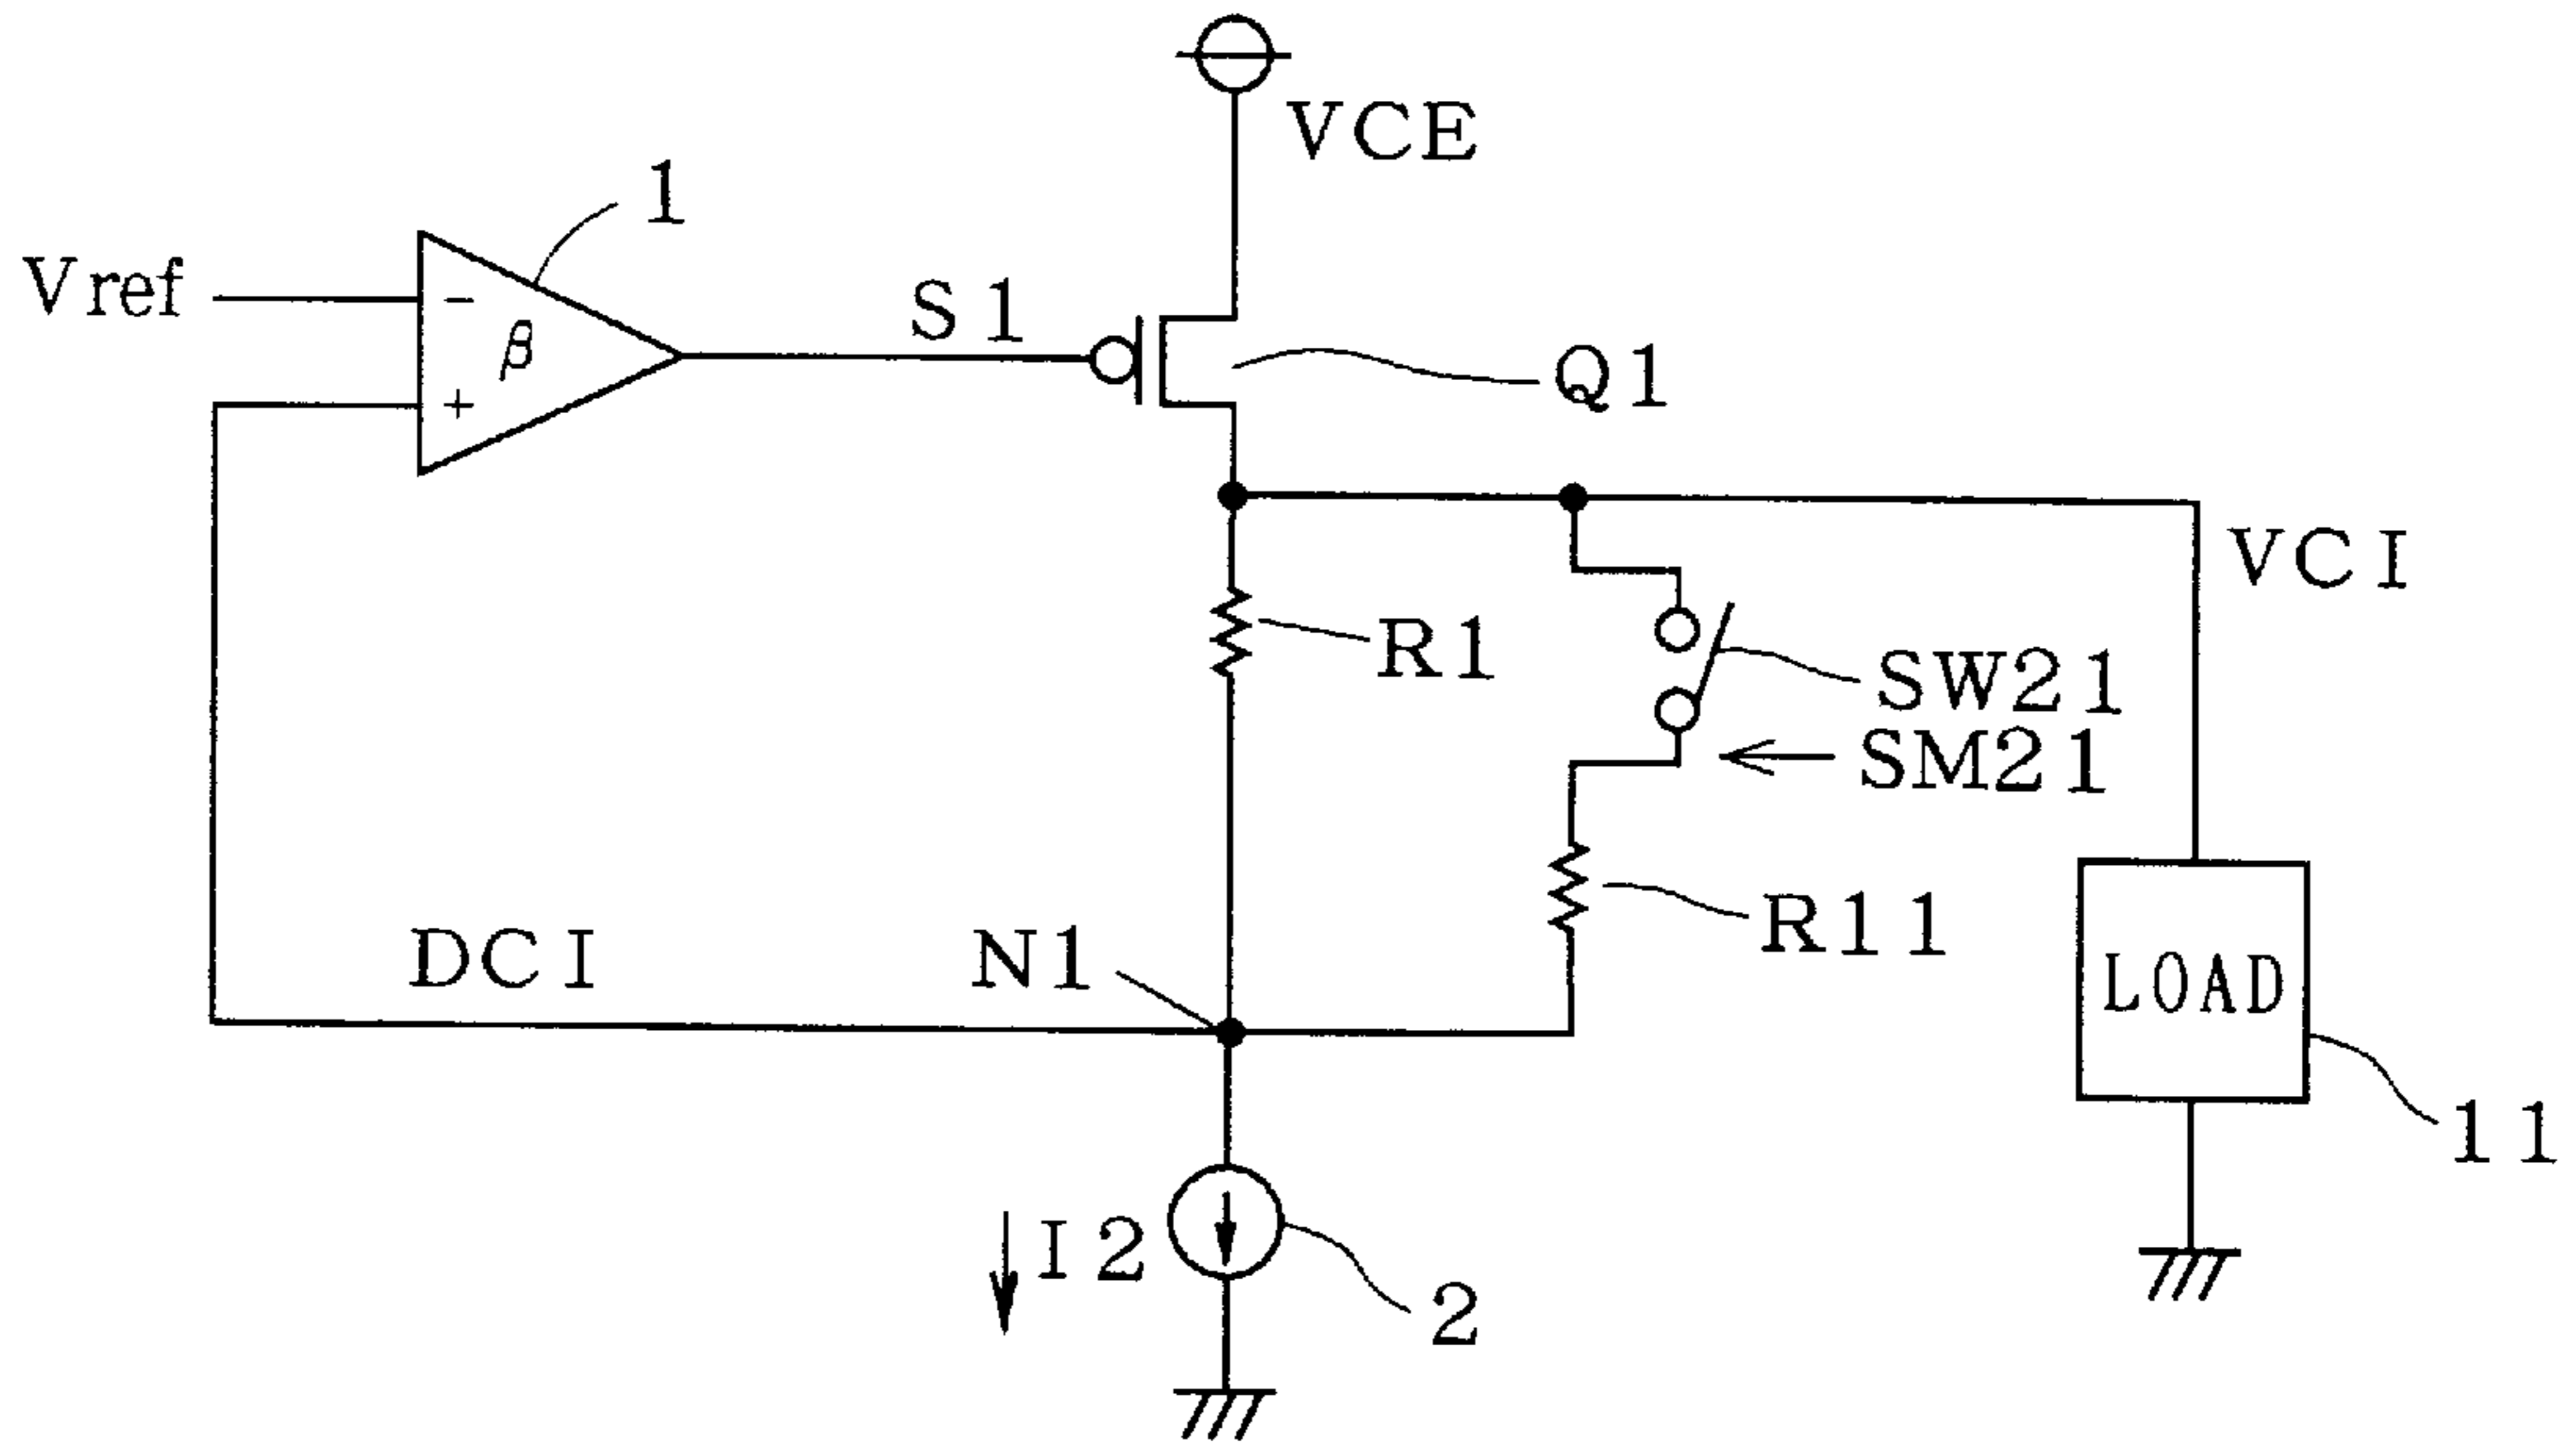 VCE
1
Vref
−
β
+
S1
Q1
VCI
R1
SW21
SM21
R11
DCI
N1
LOAD
11
I2
2